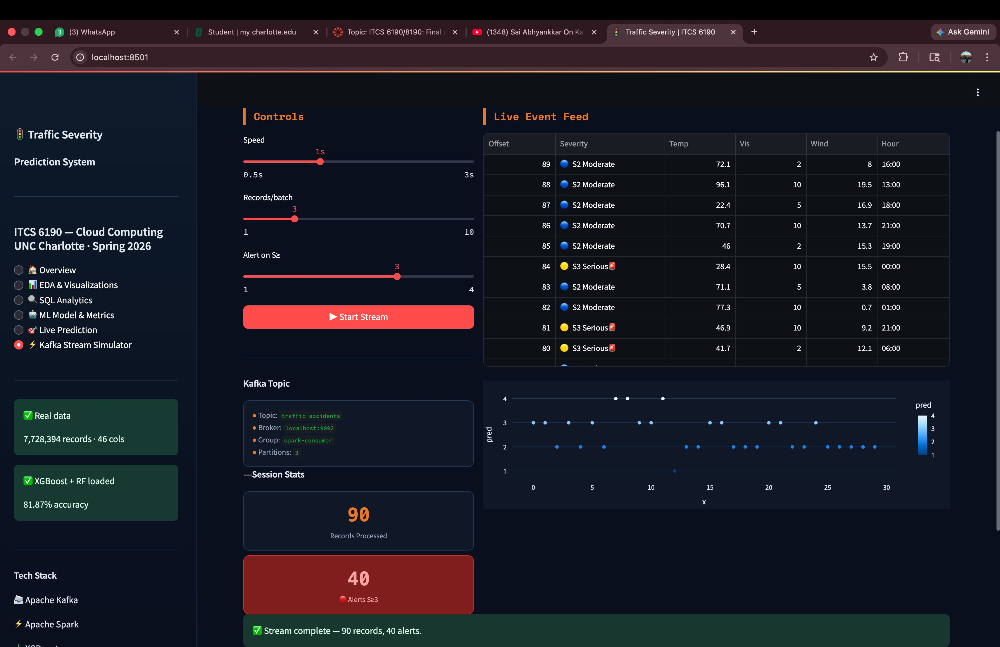 3 (3) WhatsApp
Student | my.charlotte.edu
Topic: ITCS 6190/8190: Final
(1348) Sai Abhyankkar On Ka
Traffic Severity | ITCS 6190
Ask Gemini
localhost:8501
Traffic Severity
Prediction System
ITCS 6190 — Cloud Computing
UNC Charlotte · Spring 2026
Overview
EDA & Visualizations
SQL Analytics
ML Model & Metrics
Live Prediction
Kafka Stream Simulator
Real data
7,728,394 records · 46 cols
XGBoost + RF loaded
81.87% accuracy
Tech Stack
Apache Kafka
Apache Spark
Controls
Speed
1s
0.5s 3s
Records/batch
3
1 10
Alert on S≥
3
1 4
▶ Start Stream
Kafka Topic
Topic: traffic-accidents
Broker: localhost:9092
Group: spark-consumer
Partitions: 3
---Session Stats
90
Records Processed
40
Alerts S≥3
Stream complete — 90 records, 40 alerts.
Live Event Feed
Offset Severity Temp Vis Wind Hour
89 S2 Moderate 72.1 2 8 16:00
88 S2 Moderate 96.1 10 19.5 13:00
87 S2 Moderate 22.4 5 16.9 18:00
86 S2 Moderate 70.7 10 13.7 21:00
85 S2 Moderate 46 2 15.3 19:00
84 S3 Serious 28.4 10 15.5 00:00
83 S2 Moderate 71.1 5 3.8 08:00
82 S2 Moderate 77.3 10 0.7 01:00
81 S3 Serious 46.9 10 9.2 21:00
80 S3 Serious 41.7 2 12.1 06:00
pred
4
3
2
1
0 5 10 15 20 25 30
x
pred
4
3
2
1